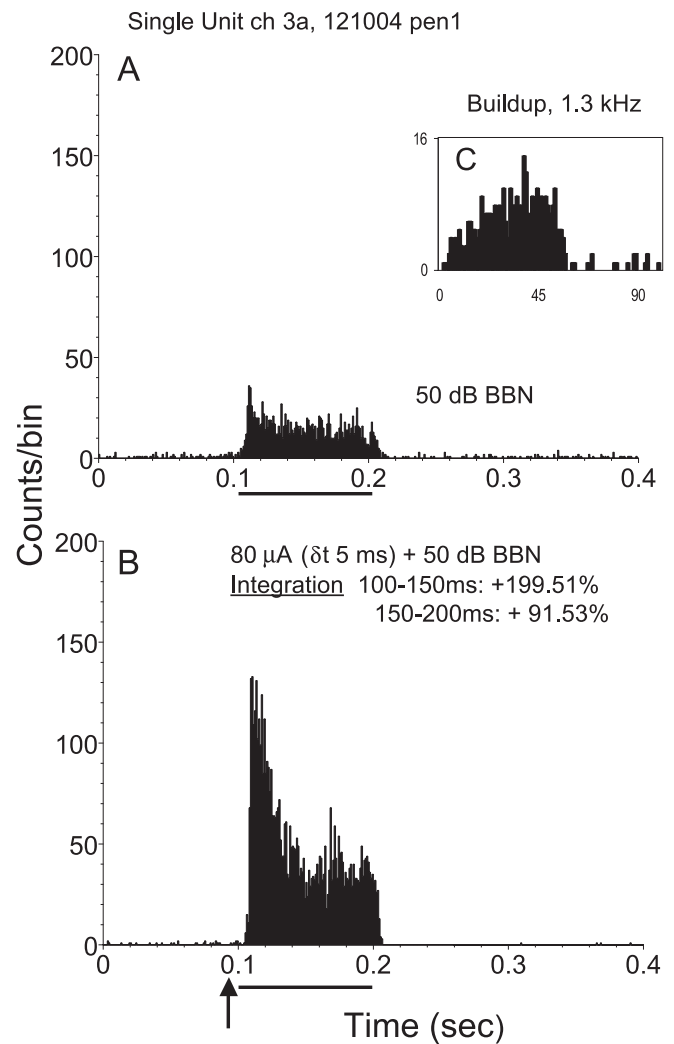 Single Unit ch 3a, 121004 pen1
A
200
150
100
50
0
0.1
0.2
0.3
0.4
Buildup, 1.3 kHz
C
16
0
0
45
90
50 dB BBN
Counts/bin
B
80 μA (δt 5 ms) + 50 dB BBN
Integration 100-150ms: +199.51%
150-200ms: + 91.53%
200
150
100
50
0
0
0.1
0.2
0.3
0.4
Time (sec)